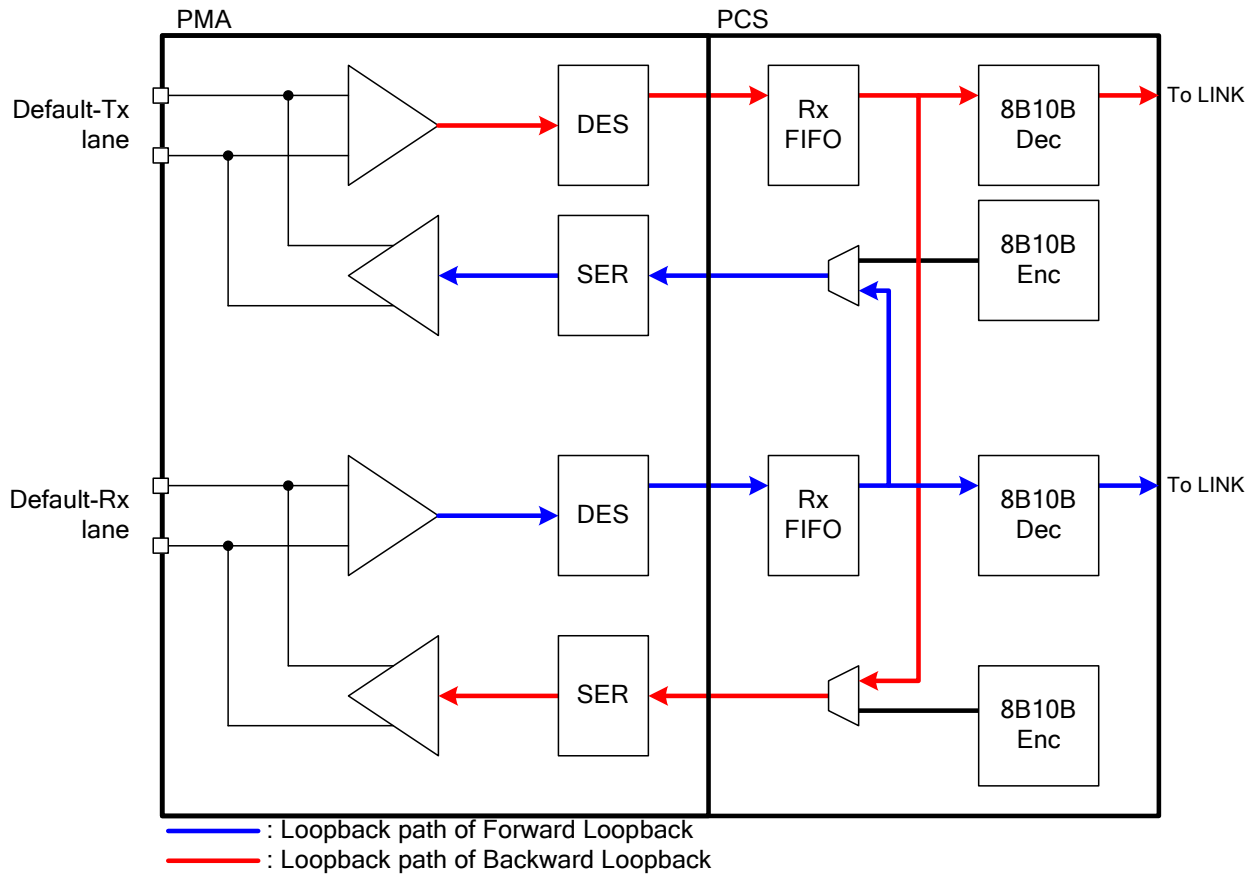 PMA
PCS
Default-Tx
lane
DES
Rx
FIFO
8B10B
Dec
To LINK
SER
8B10B
Enc
Default-Rx
lane
DES
Rx
FIFO
8B10B
Dec
To LINK
SER
8B10B
Enc
: Loopback path of Forward Loopback
: Loopback path of Backward Loopback